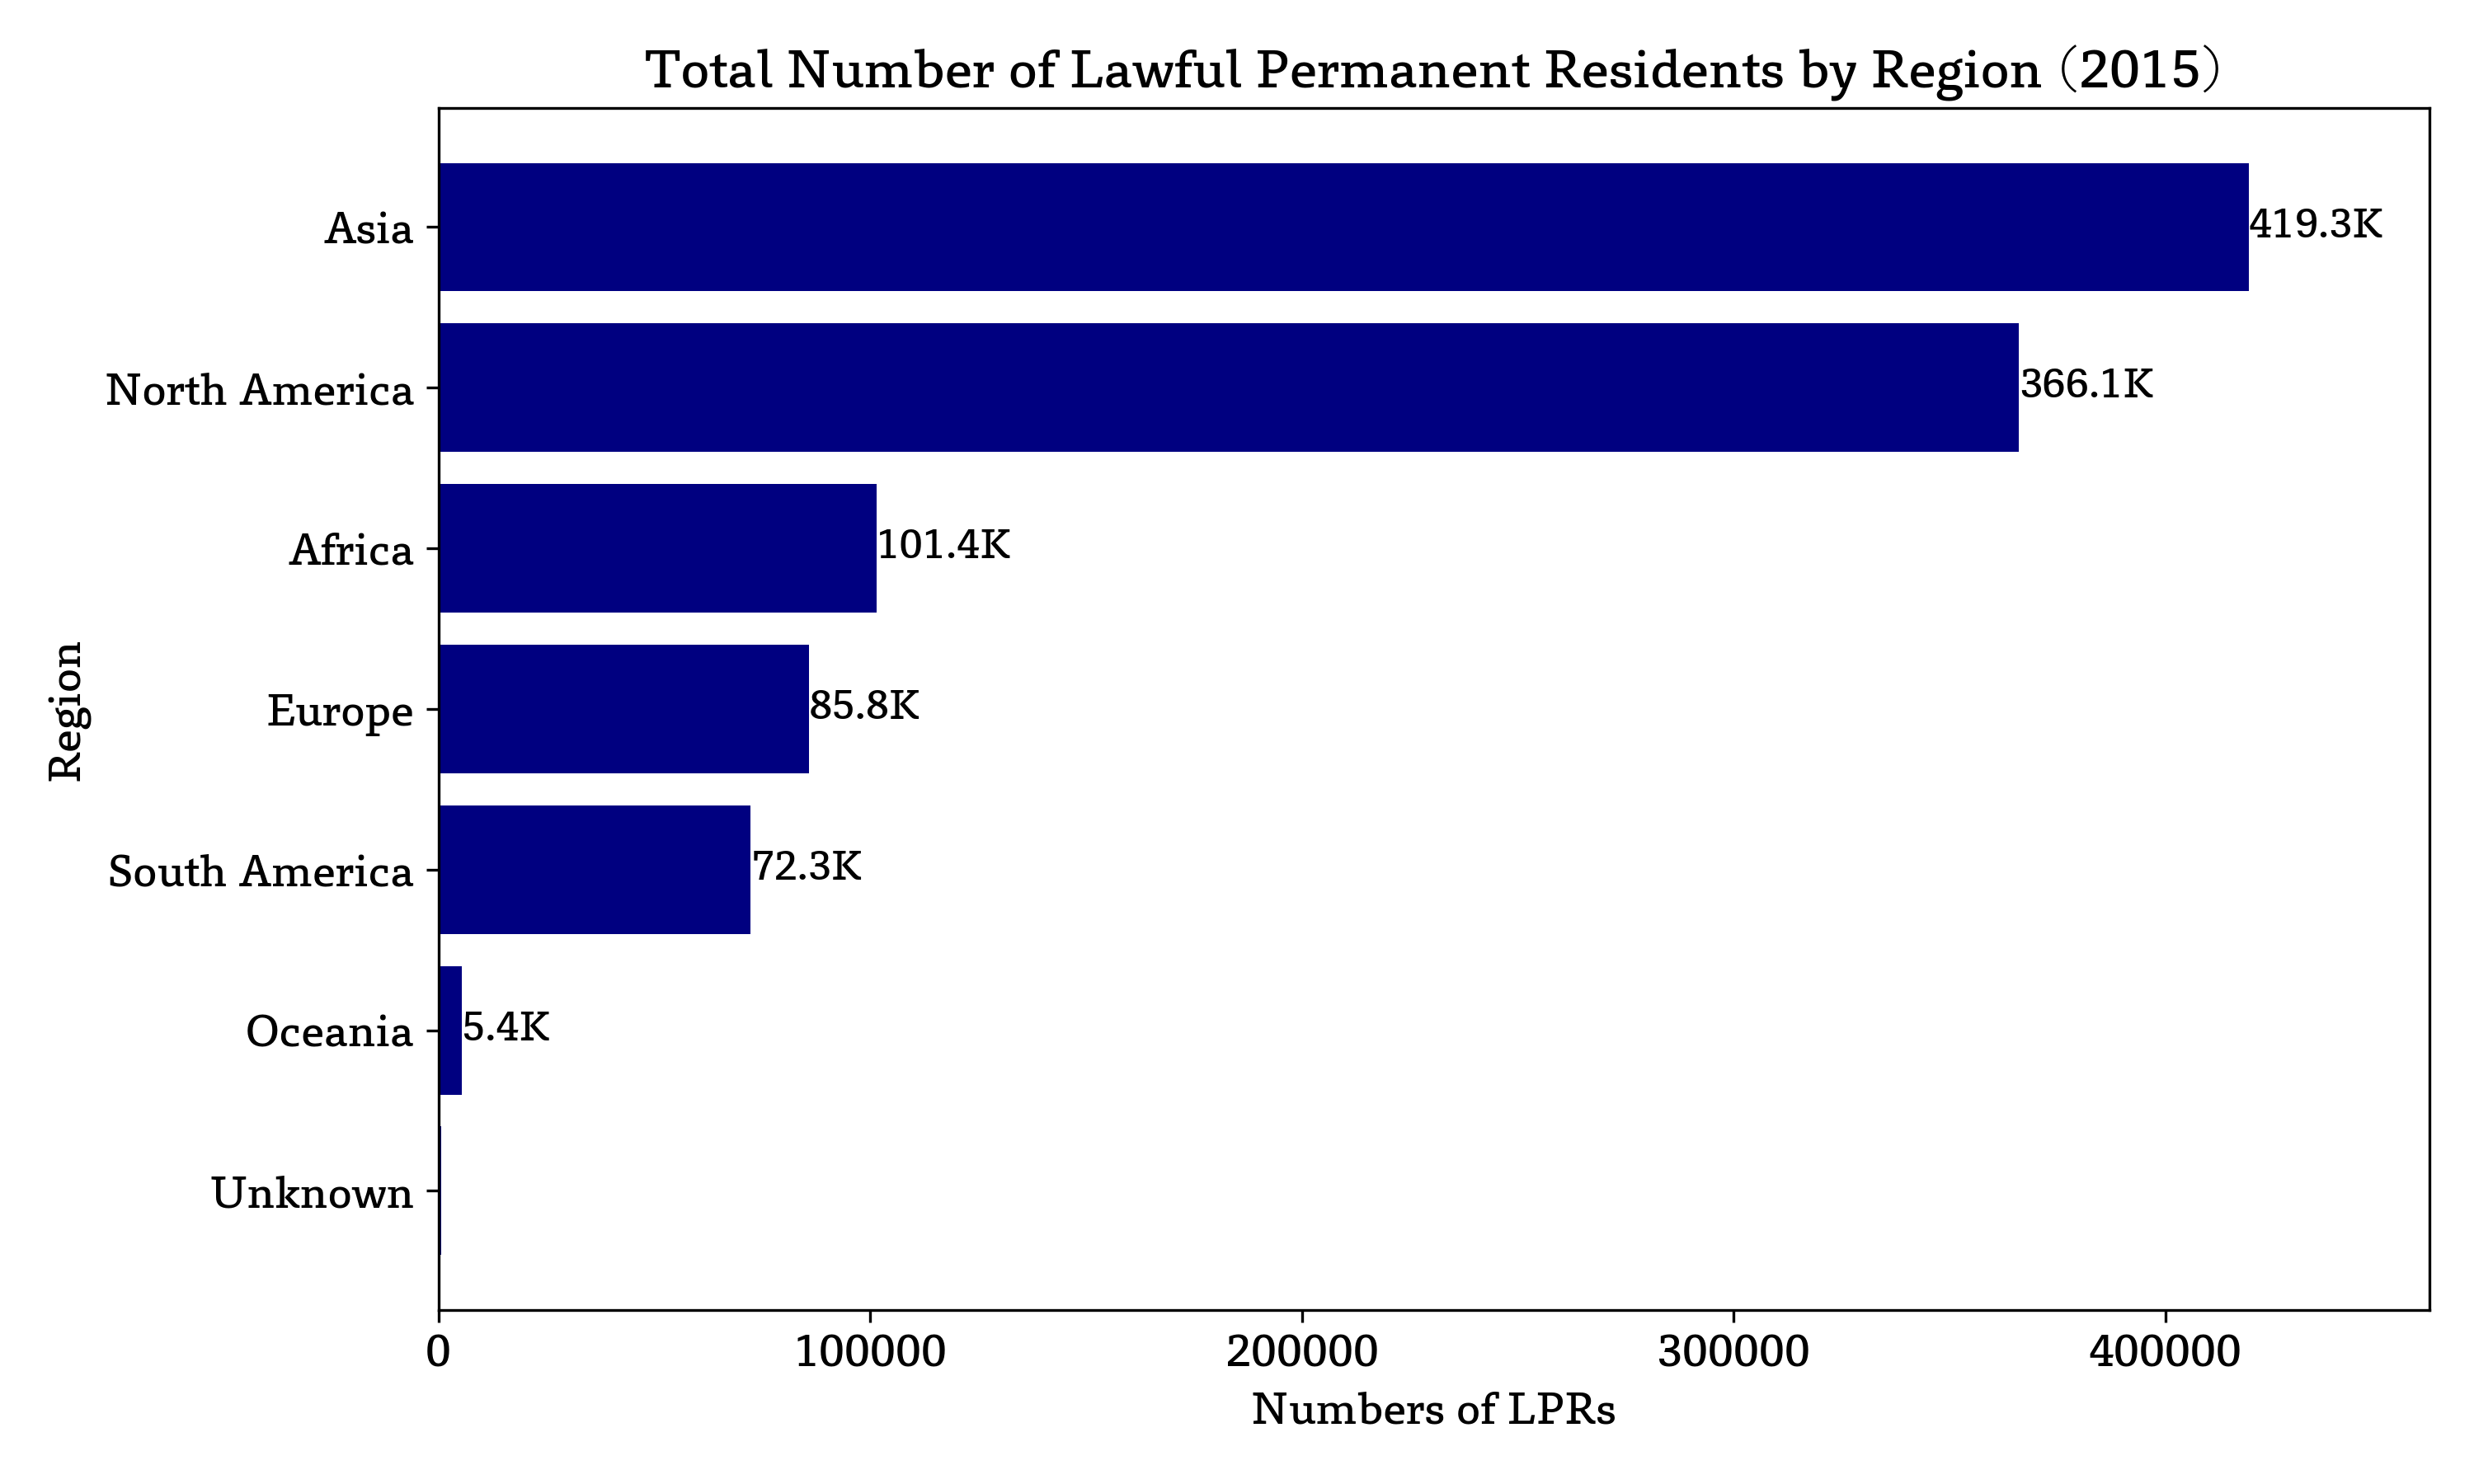 Total Number of Lawful Permanent Residents by Region (2015)
Asia
419.3K
North America
366.1K
Africa
101.4K
Europe
85.8K
South America
72.3K
Oceania
5.4K
Unknown
Region
0 100000 200000 300000 400000
Numbers of LPRs